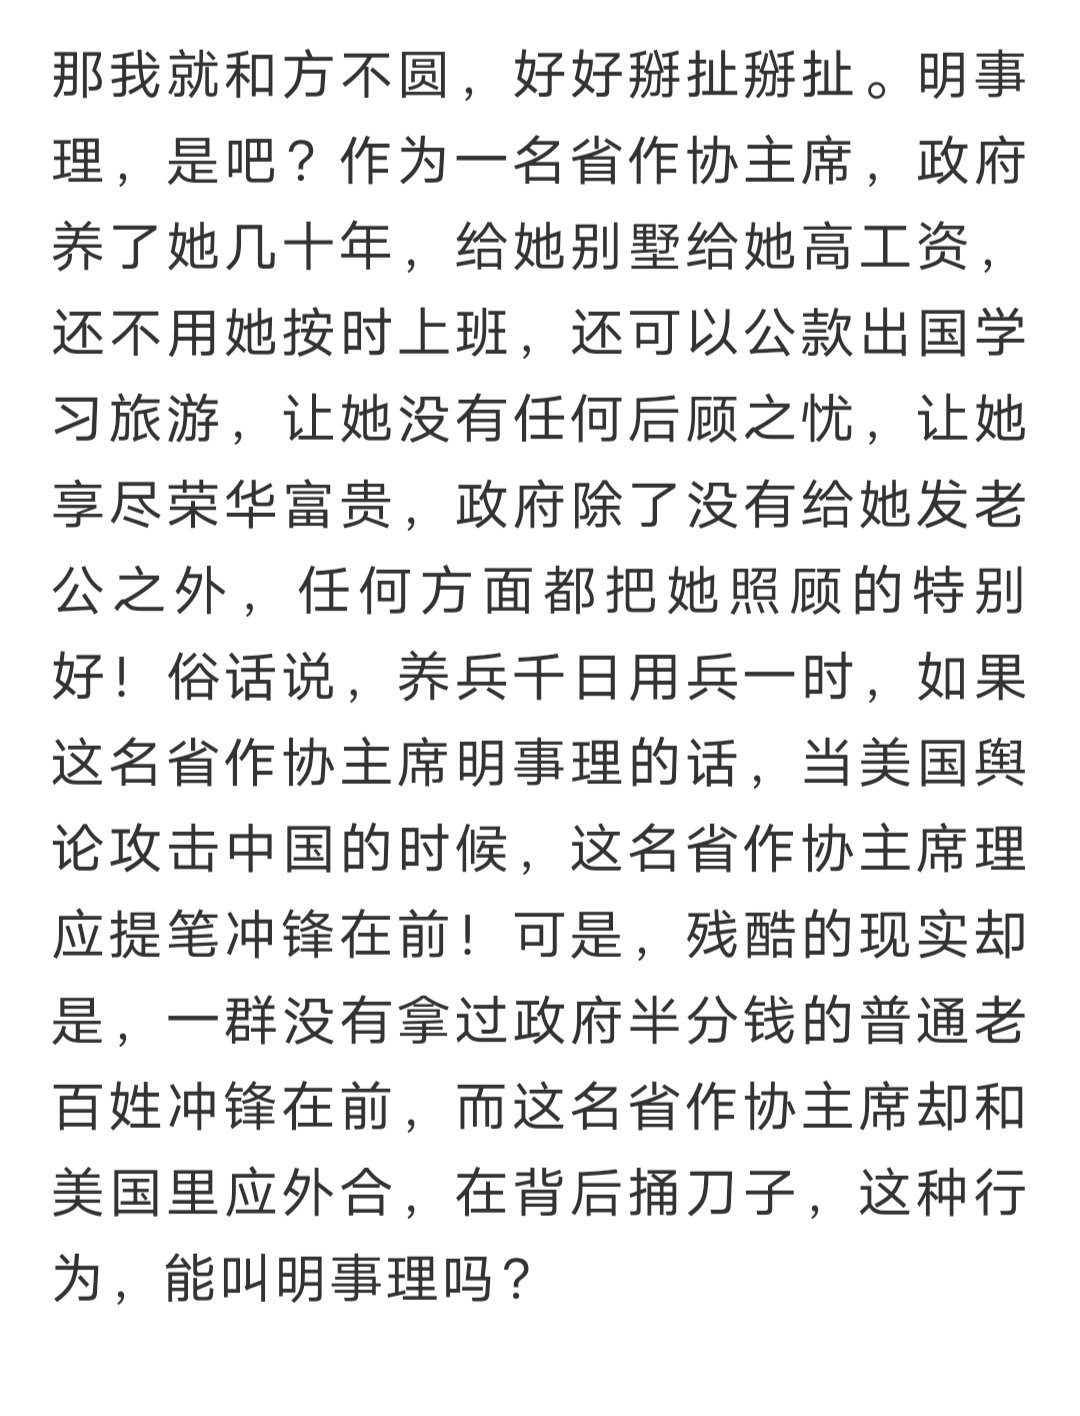 那我就和方不圆，好好掰扯掰扯。明事
理，是吧？作为一名省作协主席，政府
养了她几十年，给她别墅给她高工资，
还不用她按时上班，还可以公款出国学
习旅游，让她没有任何后顾之忧，让她
享尽荣华富贵，政府除了没有给她发老
公之外，任何方面都把她照顾的特别
好！俗话说，养兵千日用兵一时，如果
这名省作协主席明事理的话，当美国舆
论攻击中国的时候，这名省作协主席理
应提笔冲锋在前！可是，残酷的现实却
是，一群没有拿过政府半分钱的普通老
百姓冲锋在前，而这名省作协主席却和
美国里应外合，在背后捅刀子，这种行
为，能叫明事理吗？